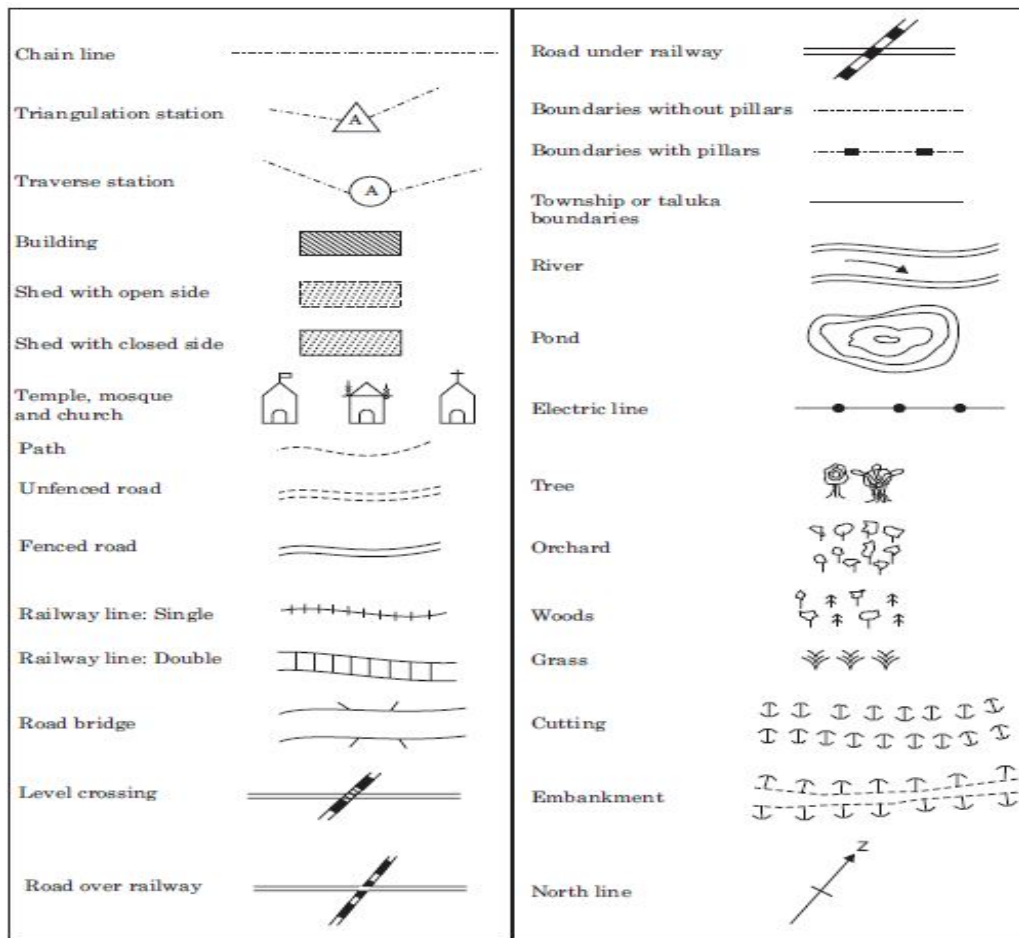 Chain line
Triangulation station
A
Traverse station
A
Building
Shed with open side
Shed with closed side
Temple, mosque
and church
Path
Unfenced road
Fenced road
Railway line: Single
Railway line: Double
Road bridge
Level crossing
Road over railway
Road under railway
Boundaries without pillars
Boundaries with pillars
Township or taluka
boundaries
River
Pond
Electric line
Tree
Orchard
Woods
Grass
Cutting
Embankment
North line
Z